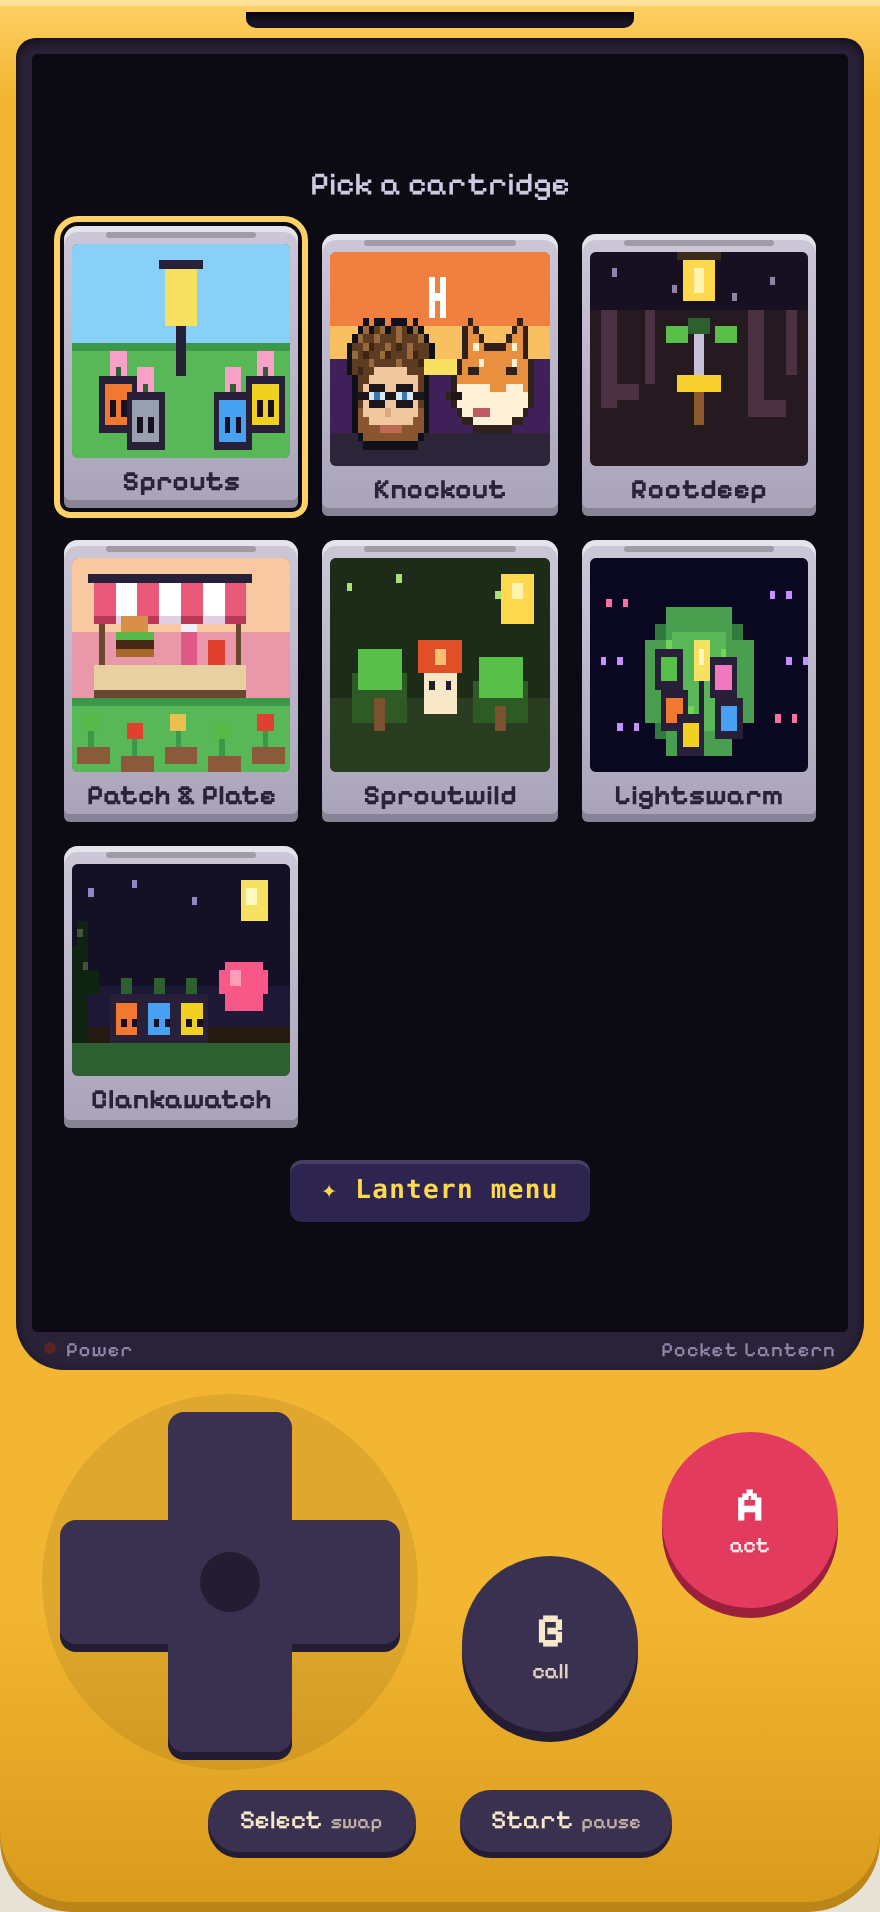 Pick a cartridge
H
Sprouts
Knockout
Rootdeep
Patch & Plate
Sproutwild
Lightswarm
Clankawatch
✦ Lantern menu
Power
Pocket Lantern
A
act
B
call
Select swap
Start pause